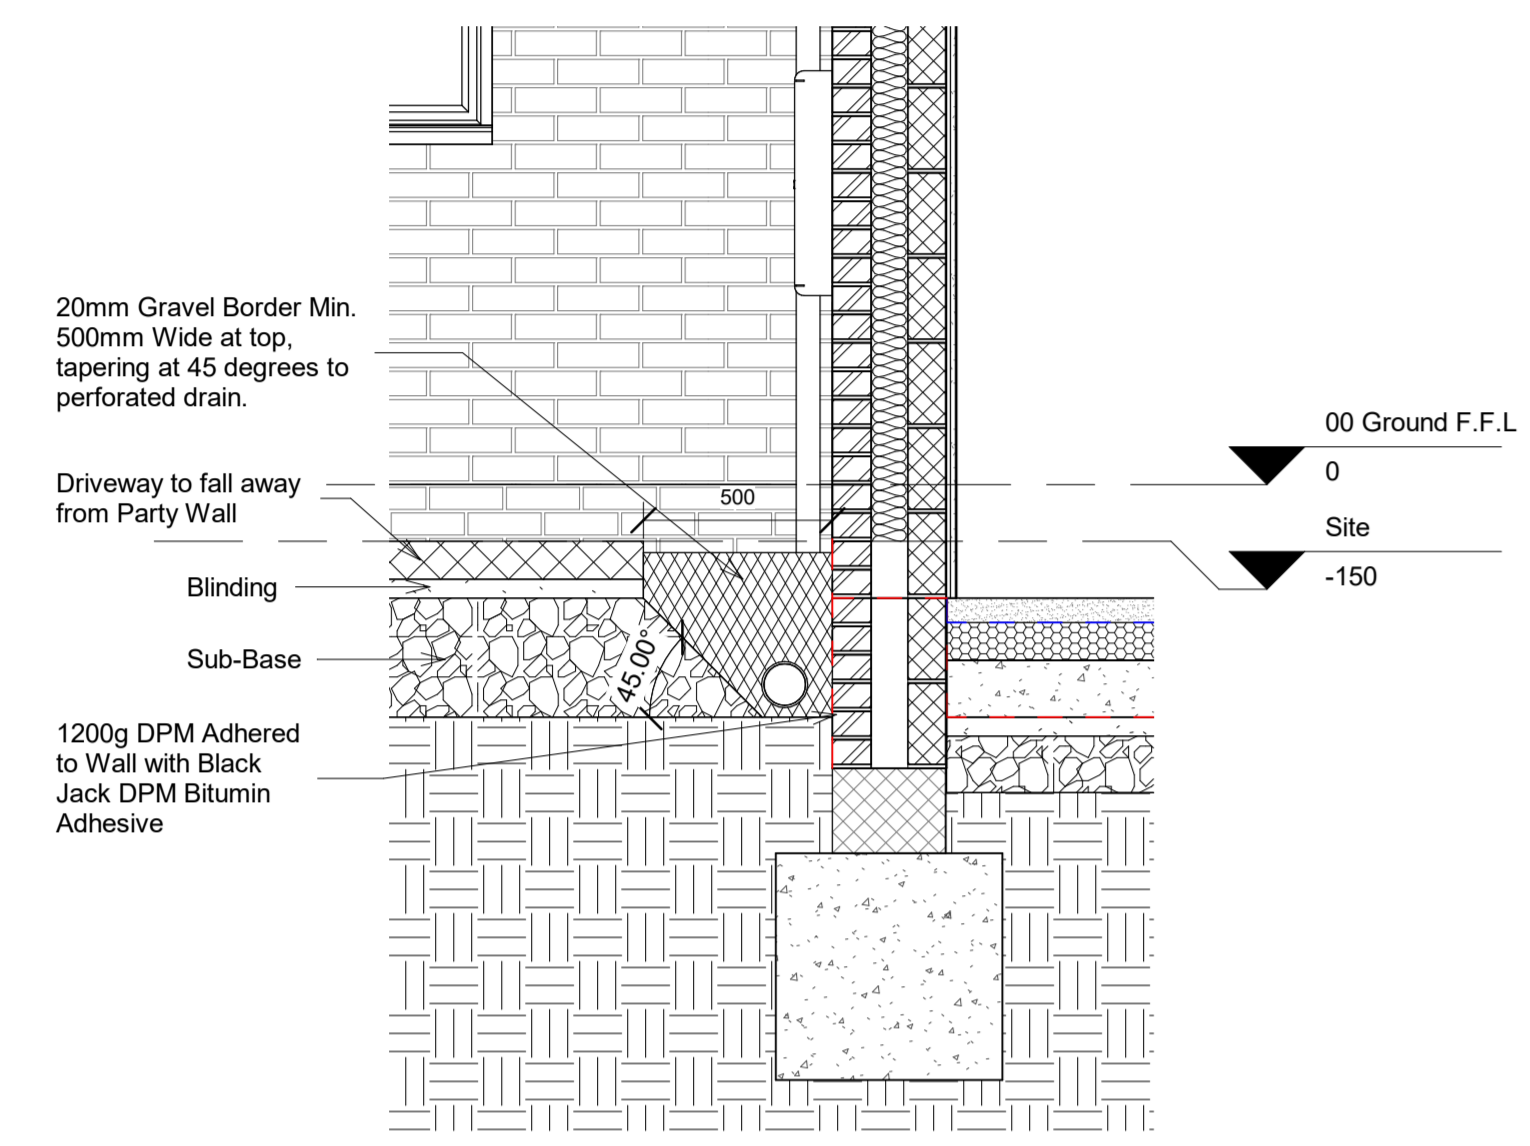 20mm Gravel Border Min.
500mm Wide at top,
tapering at 45 degrees to
perforated drain.
Driveway to fall away
from Party Wall
Blinding
Sub-Base
1200g DPM Adhered
to Wall with Black
Jack DPM Bitumin
Adhesive
500
45.00°
00 Ground F.F.L
0
Site
-150